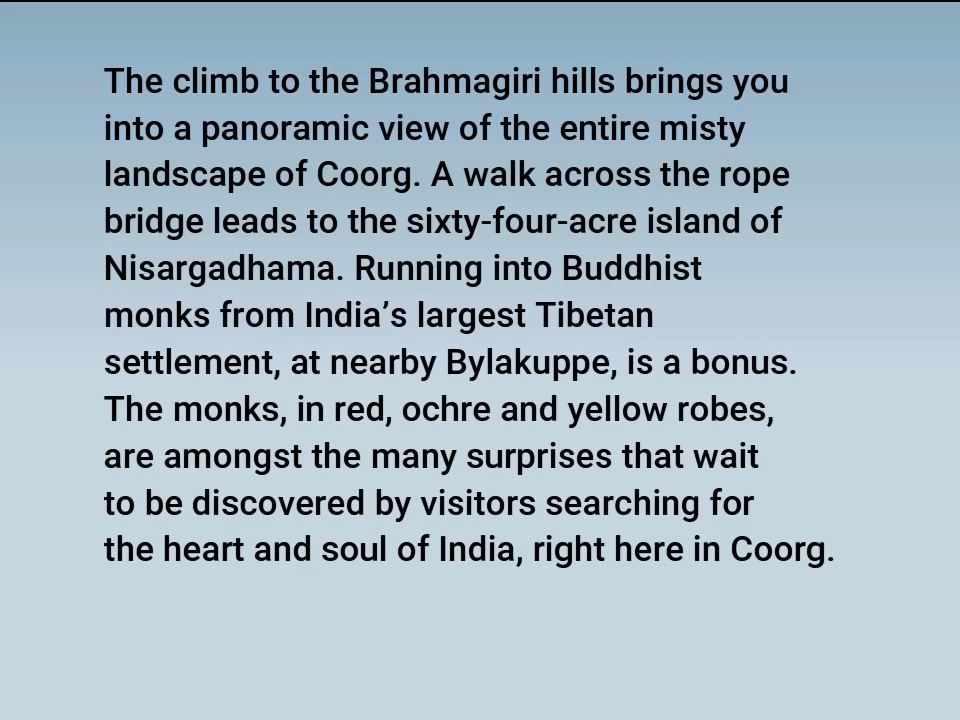 The climb to the Brahmagiri hills brings you
into a panoramic view of the entire misty
landscape of Coorg. A walk across the rope
bridge leads to the sixty-four-acre island of
Nisargadhama. Running into Buddhist
monks from India’s largest Tibetan
settlement, at nearby Bylakuppe, is a bonus.
The monks, in red, ochre and yellow robes,
are amongst the many surprises that wait
to be discovered by visitors searching for
the heart and soul of India, right here in Coorg.